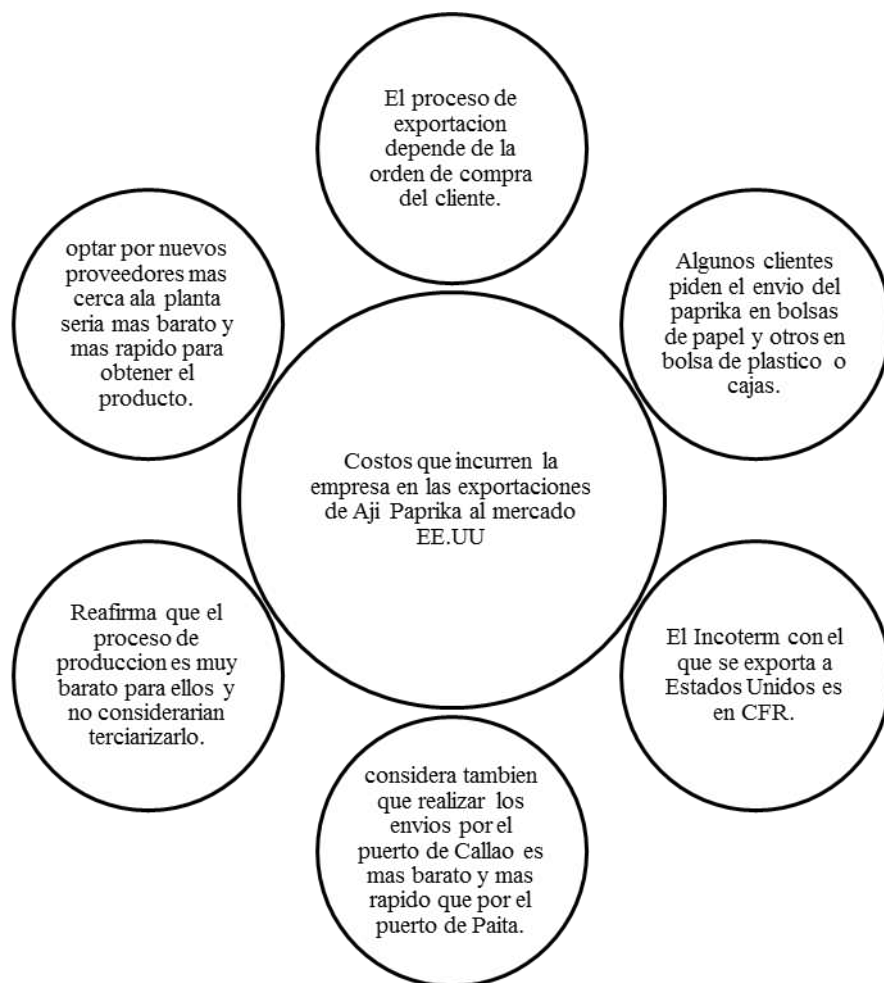 El proceso de
exportacion
depende de la
orden de compra
del cliente.
Algunos clientes
piden el envio del
paprika en bolsas
de papel y otros en
bolsa de plastico o
cajas.
El Incoterm con el
que se exporta a
Estados Unidos es
en CFR.
considera tambien
que realizar los
envios por el
puerto de Callao es
mas barato y mas
rapido que por el
puerto de Paita.
Reafirma que el
proceso de
produccion es muy
barato para ellos y
no considerarian
terciarizarlo.
optar por nuevos
proveedores mas
cerca ala planta
seria mas barato y
más rapido para
obtener el
producto.
Costos que incurren la
empresa en las exportaciones
de Aji Paprika al mercado
EE.UU